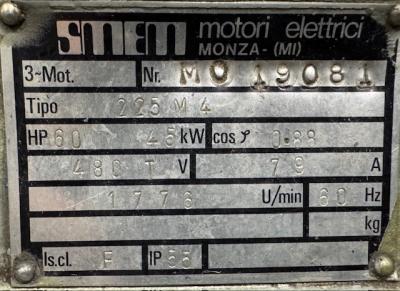 SMEM motori elettrici
MONZA-(MI)
3~Mot. Nr. MO 19081
Tipo 225 M 4
HP 60 45 kW cos φ 0.88
480 T V 79 A
1776 U/min 60 Hz
kg
Is.cl. F IP 55